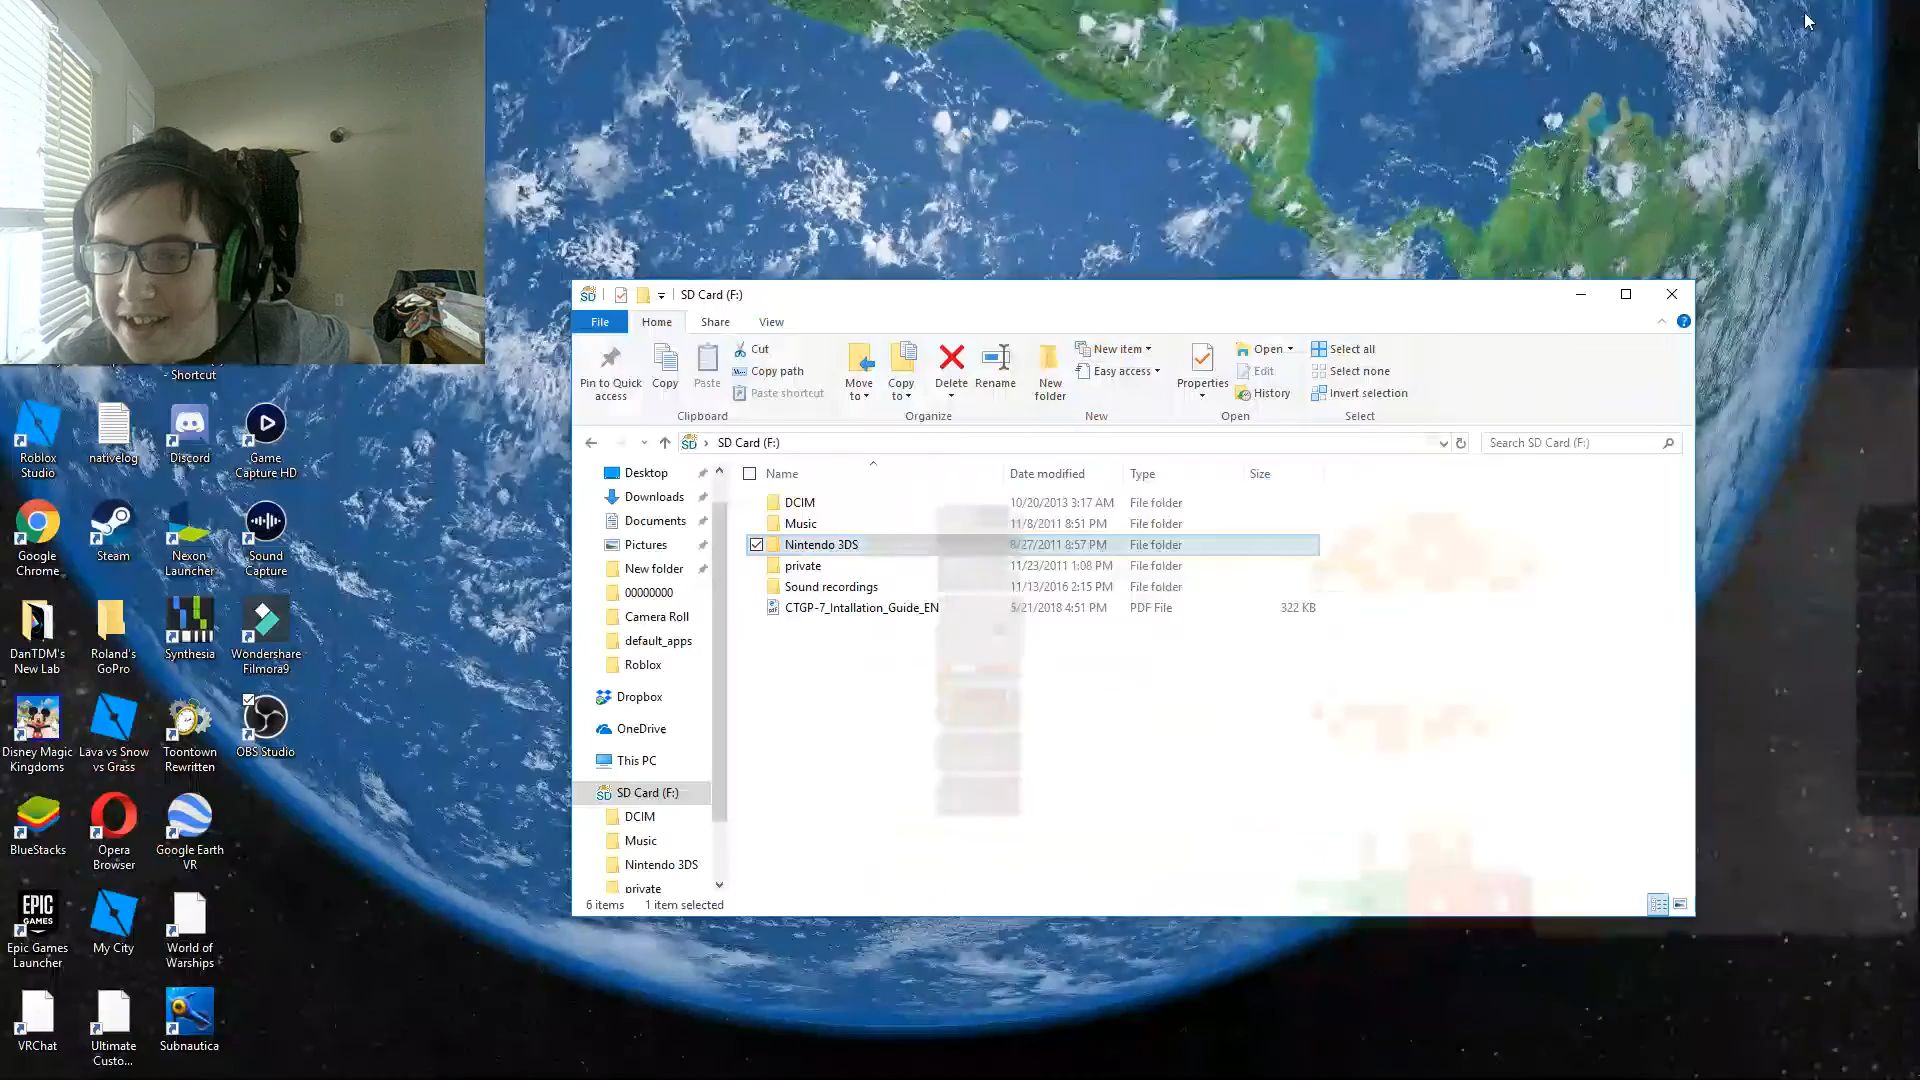 SD Card (F:)
File Home Share View
Pin to Quick access
Copy
Paste
Cut
Copy path
Paste shortcut
Clipboard
Move to
Copy to
Delete
Rename
Organize
New folder
New item
Easy access
New
Properties
Open
Edit
History
Open
Select all
Select none
Invert selection
Select
SD Card (F:)
Search SD Card (F:)
Name Date modified Type Size
DCIM 10/20/2013 3:17 AM File folder
Music 11/8/2011 8:51 PM File folder
Nintendo 3DS 8/27/2011 8:57 PM File folder
private 11/23/2011 1:08 PM File folder
Sound recordings 11/13/2016 2:15 PM File folder
CTGP-7_Intallation_Guide_EN 5/21/2018 4:51 PM PDF File 322 KB
Desktop
Downloads
Documents
Pictures
New folder
00000000
Camera Roll
default_apps
Roblox
Dropbox
OneDrive
This PC
SD Card (F:)
DCIM
Music
Nintendo 3DS
private
6 items 1 item selected
- Shortcut
Roblox Studio
nativelog
Discord
Game Capture HD
Google Chrome
Steam
Nexon Launcher
Sound Capture
DanTDM's New Lab
Roland's GoPro
Synthesia
Wondershare Filmora9
Disney Magic Kingdoms
Lava vs Snow vs Grass
Toontown Rewritten
OBS Studio
BlueStacks
Opera Browser
Google Earth VR
EPIC GAMES
Epic Games Launcher
My City
World of Warships
VRChat
Ultimate Custo...
Subnautica